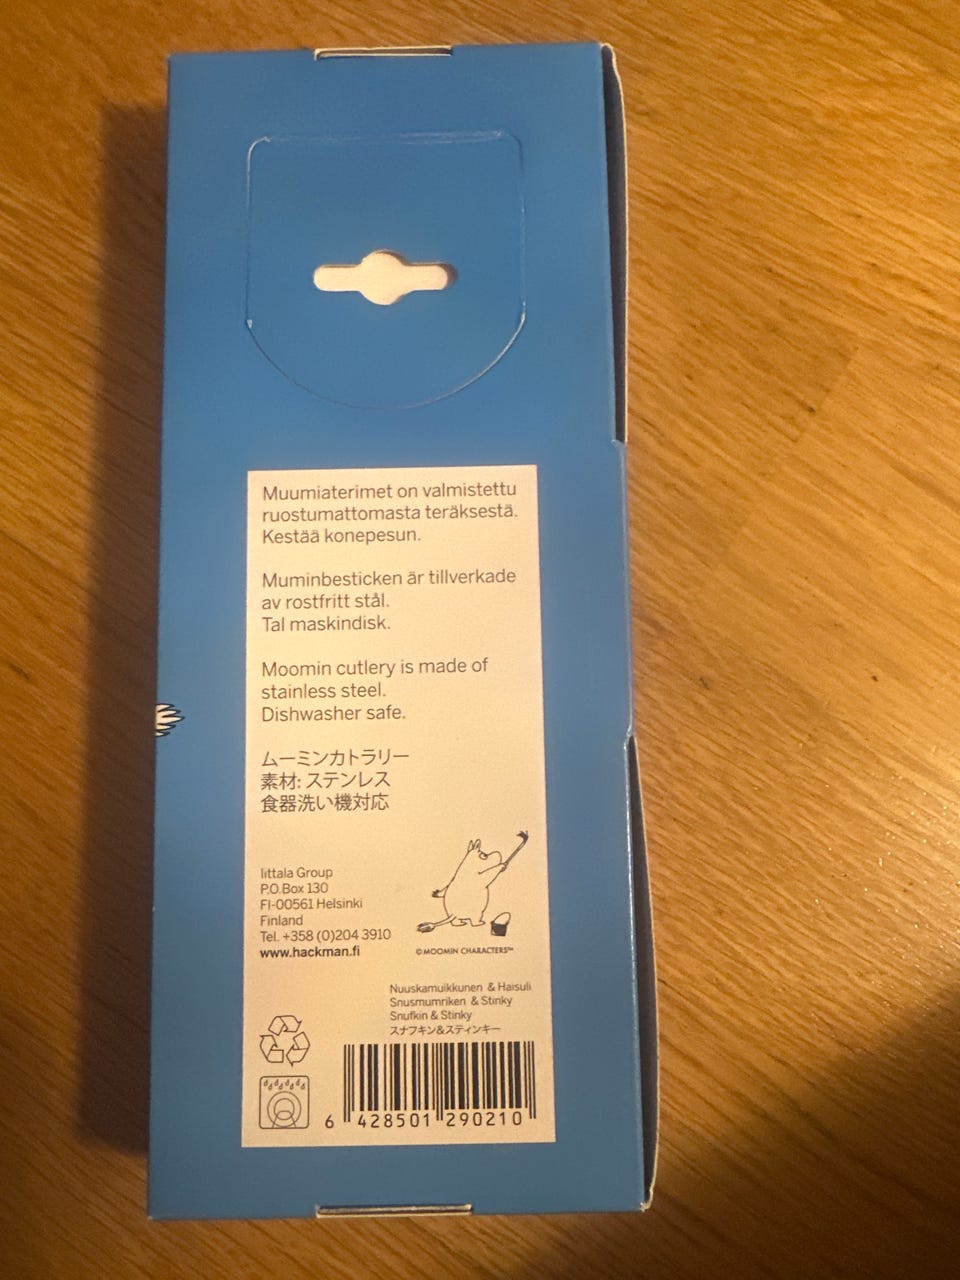 Muumiaterimet on valmistettu
ruostumattomasta teräksestä.
Kestää konepesun.
Muminbesticken är tillverkade
av rostfritt stål.
Tal maskindisk.
Moomin cutlery is made of
stainless steel.
Dishwasher safe.
ムーミンカトラリー
素材: ステンレス
食器洗い機対応
Iittala Group
P.O.Box 130
FI-00561 Helsinki
Finland
Tel. +358 (0)204 3910
www.hackman.fi
© MOOMIN CHARACTERS™
Nuuskamuikkunen & Haisuli
Snusmumriken & Stinky
Snufkin & Stinky
スナフキン&スティンキー
6 428501 290210